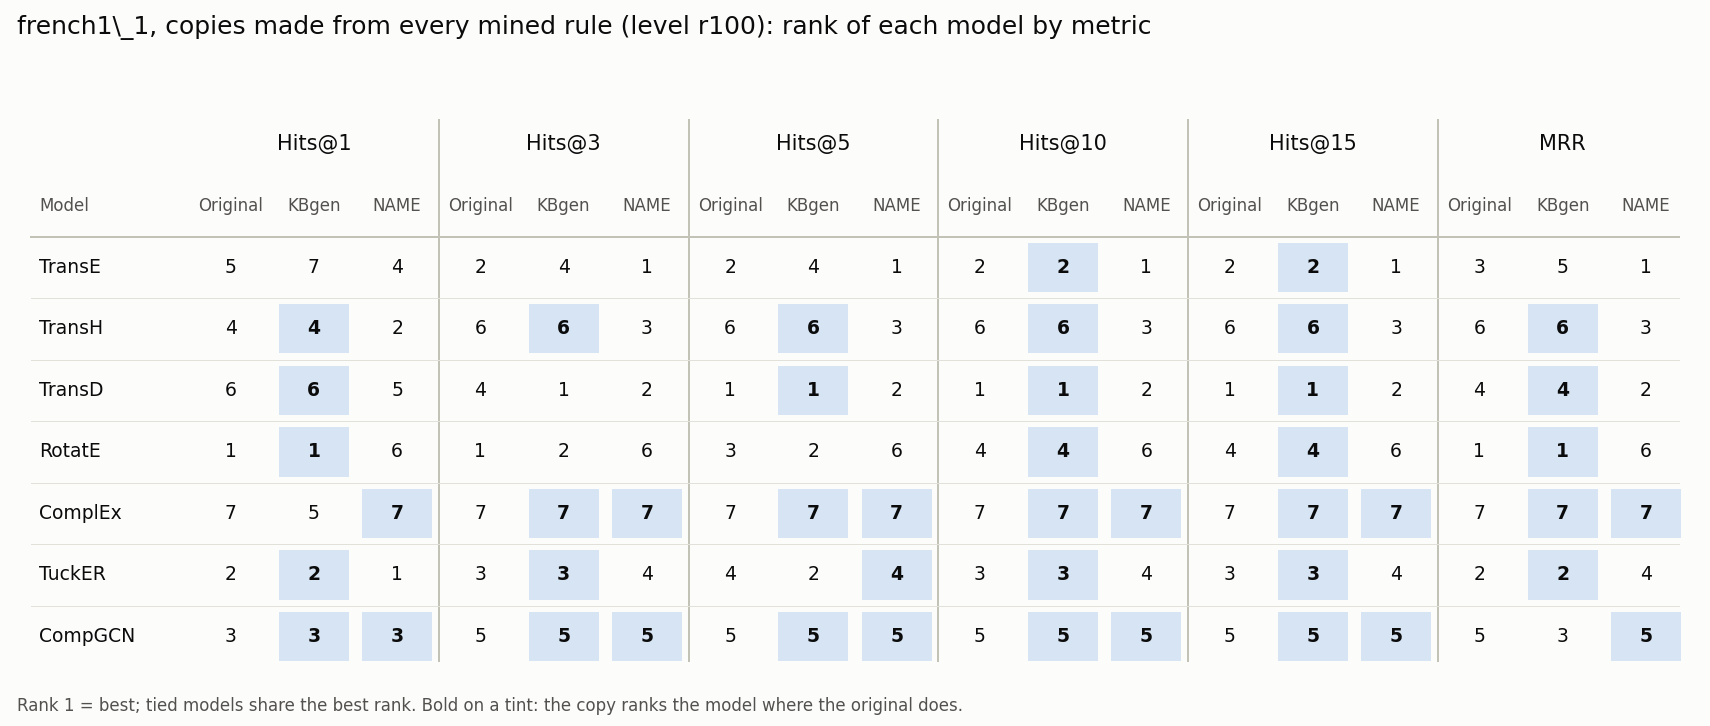 french1\_1, copies made from every mined rule (level r100): rank of each model by metric
Hits@1 Hits@3 Hits@5 Hits@10 Hits@15 MRR
Model Original KBgen NAME Original KBgen NAME Original KBgen NAME Original KBgen NAME Original KBgen NAME Original KBgen NAME
TransE 5 7 4 2 4 1 2 4 1 2 2 1 2 2 1 3 5 1
TransH 4 4 2 6 6 3 6 6 3 6 6 3 6 6 3 6 6 3
TransD 6 6 5 4 1 2 1 1 2 1 1 2 1 1 2 4 4 2
RotatE 1 1 6 1 2 6 3 2 6 4 4 6 4 4 6 1 1 6
ComplEx 7 5 7 7 7 7 7 7 7 7 7 7 7 7 7 7 7 7
TuckER 2 2 1 3 3 4 4 2 4 3 3 4 3 3 4 2 2 4
CompGCN 3 3 3 5 5 5 5 5 5 5 5 5 5 5 5 5 3 5
Rank 1 = best; tied models share the best rank. Bold on a tint: the copy ranks the model where the original does.